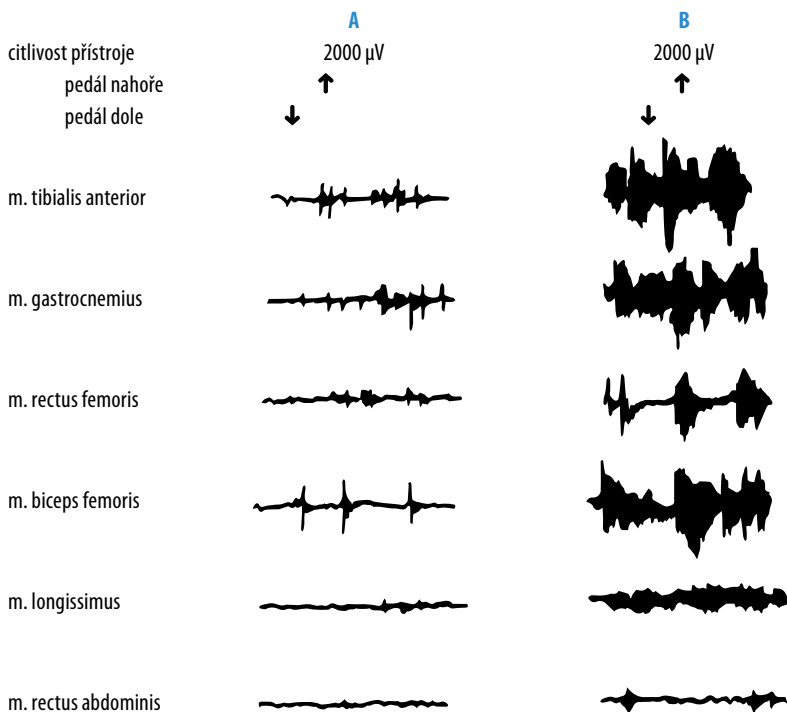 A B
citlivost přístroje 2000 µV 2000 µV
pedál nahoře
pedál dole
m. tibialis anterior
m. gastrocnemius
m. rectus femoris
m. biceps femoris
m. longissimus
m. rectus abdominis